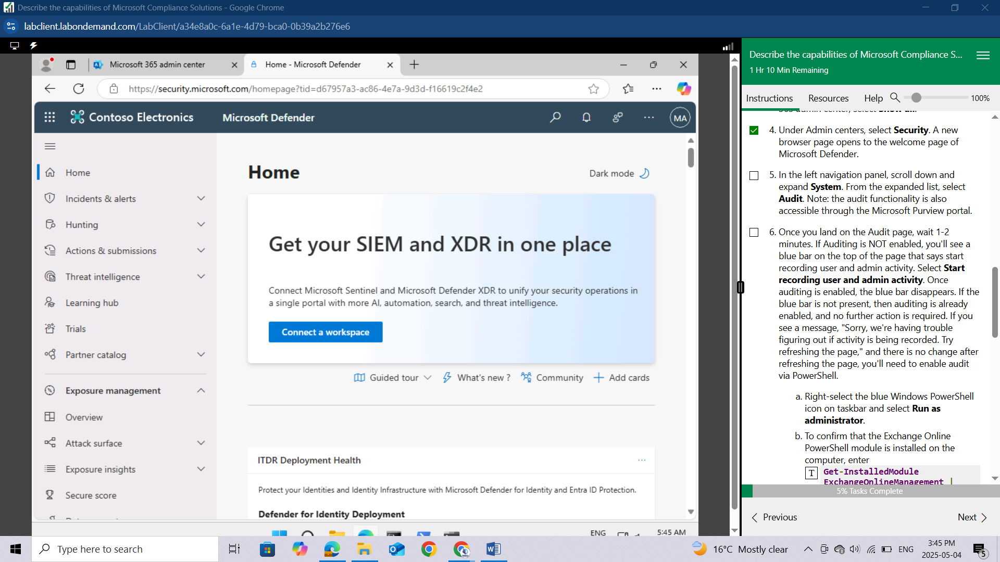 Describe the capabilities of Microsoft Compliance Solutions - Google Chrome
labclient.labondemand.com/LabClient/a34e8a0c-6a1e-4d79-bca0-0b39a2b276e6
Microsoft 365 admin center
Home - Microsoft Defender
https://security.microsoft.com/homepage?tid=d67957a3-ac86-4e7a-9d3d-f16619c2f4e2
Contoso Electronics
Microsoft Defender
MA
Home
Incidents & alerts
Hunting
Actions & submissions
Threat intelligence
Learning hub
Trials
Partner catalog
Exposure management
Overview
Attack surface
Exposure insights
Secure score
Home
Dark mode
Get your SIEM and XDR in one place
Connect Microsoft Sentinel and Microsoft Defender XDR to unify your security operations in
a single portal with more AI, automation, search, and threat intelligence.
Connect a workspace
Guided tour
What's new ?
Community
Add cards
ITDR Deployment Health
Protect your Identities and Identity Infrastructure with Microsoft Defender for Identity and Entra ID Protection.
Defender for Identity Deployment
ENG
5:45 AM
Describe the capabilities of Microsoft Compliance S...
1 Hr 10 Min Remaining
Instructions
Resources
Help
100%
365 admin center, select Show all.
4. Under Admin centers, select Security. A new
browser page opens to the welcome page of
Microsoft Defender.
5. In the left navigation panel, scroll down and
expand System. From the expanded list, select
Audit. Note: the audit functionality is also
accessible through the Microsoft Purview portal.
6. Once you land on the Audit page, wait 1-2
minutes. If Auditing is NOT enabled, you'll see a
blue bar on the top of the page that says start
recording user and admin activity. Select Start
recording user and admin activity. Once
auditing is enabled, the blue bar disappears. If the
blue bar is not present, then auditing is already
enabled, and no further action is required. If you
see a message, "Sorry, we're having trouble
figuring out if activity is being recorded. Try
refreshing the page," and there is no change after
refreshing the page, you'll need to enable audit
via PowerShell.
a. Right-select the blue Windows PowerShell
icon on taskbar and select Run as
administrator.
b. To confirm that the Exchange Online
PowerShell module is installed on the
computer, enter
T
Get-InstalledModule
ExchangeOnlineManagement |
5% Tasks Complete
Previous
Next
Type here to search
16°C Mostly clear
ENG
3:45 PM
2025-05-04
5